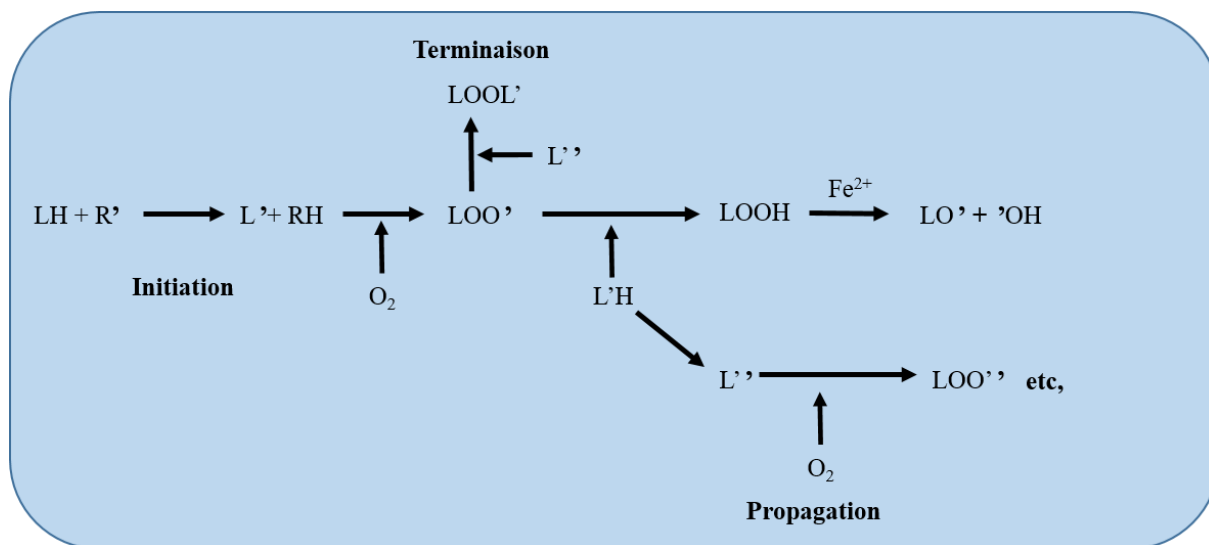 Terminaison
LOOL’
L’’
LH + R’
L’+ RH
LOO’
LOOH
Fe²⁺
LO’ + ’OH
Initiation
O₂
L’H
L’’
LOO’’ etc,
O₂
Propagation